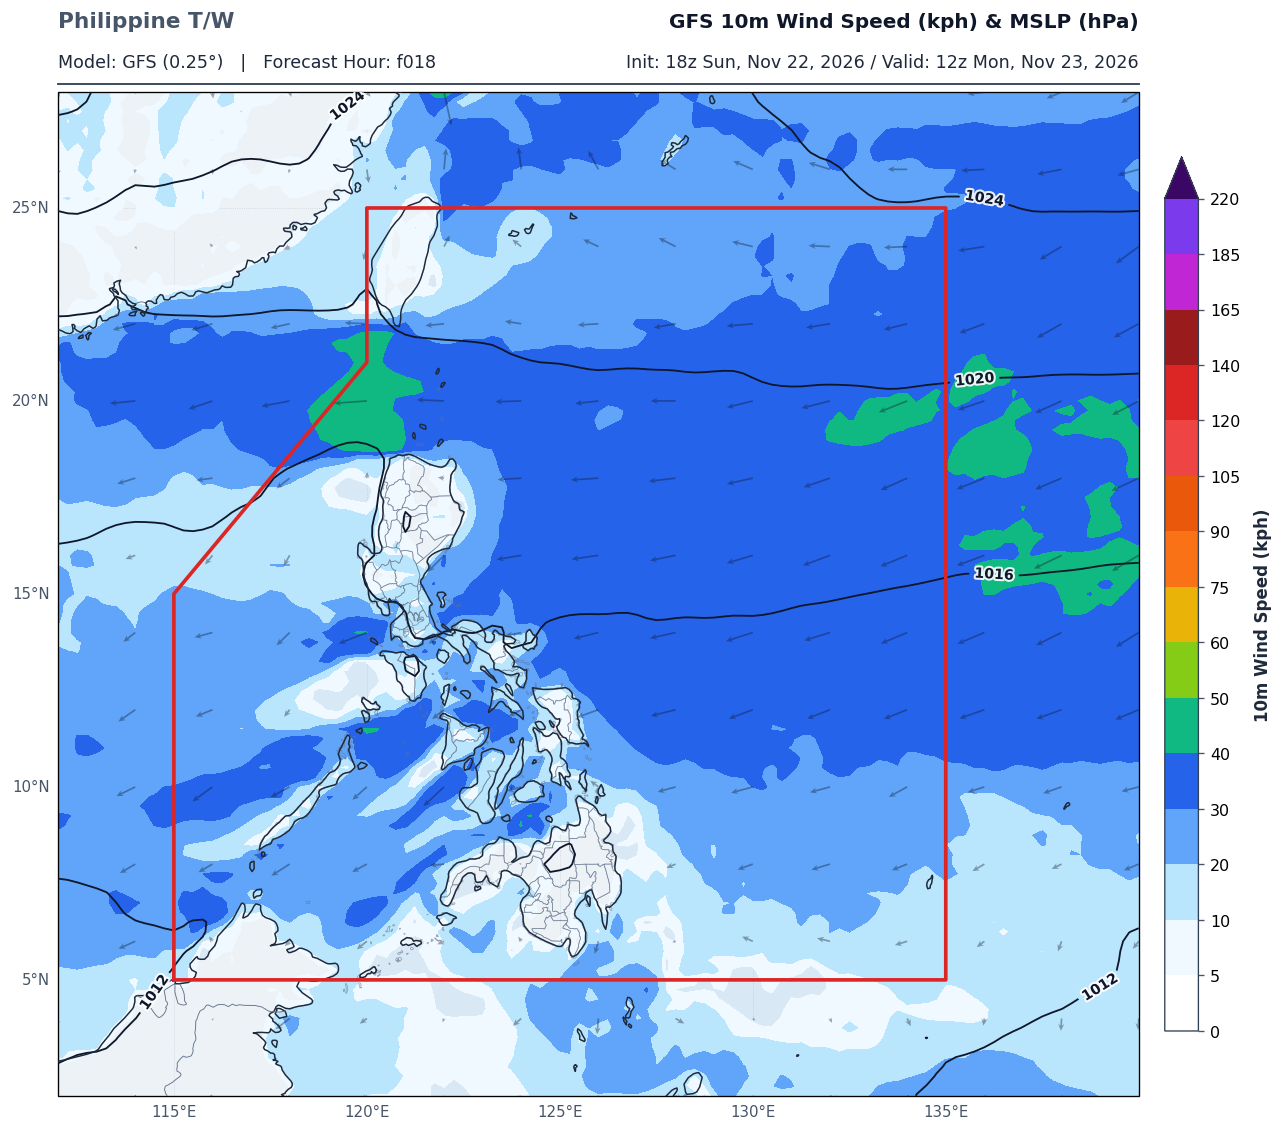 Philippine T/W
GFS 10m Wind Speed (kph) & MSLP (hPa)
Model: GFS (0.25°)   |   Forecast Hour: f018
Init: 18z Sun, Nov 22, 2026 / Valid: 12z Mon, Nov 23, 2026
1024
1024
1020
1016
1012
1012
25°N
20°N
15°N
10°N
5°N
115°E
120°E
125°E
130°E
135°E
220
185
165
140
120
105
90
75
60
50
40
30
20
10
5
0
10m Wind Speed (kph)